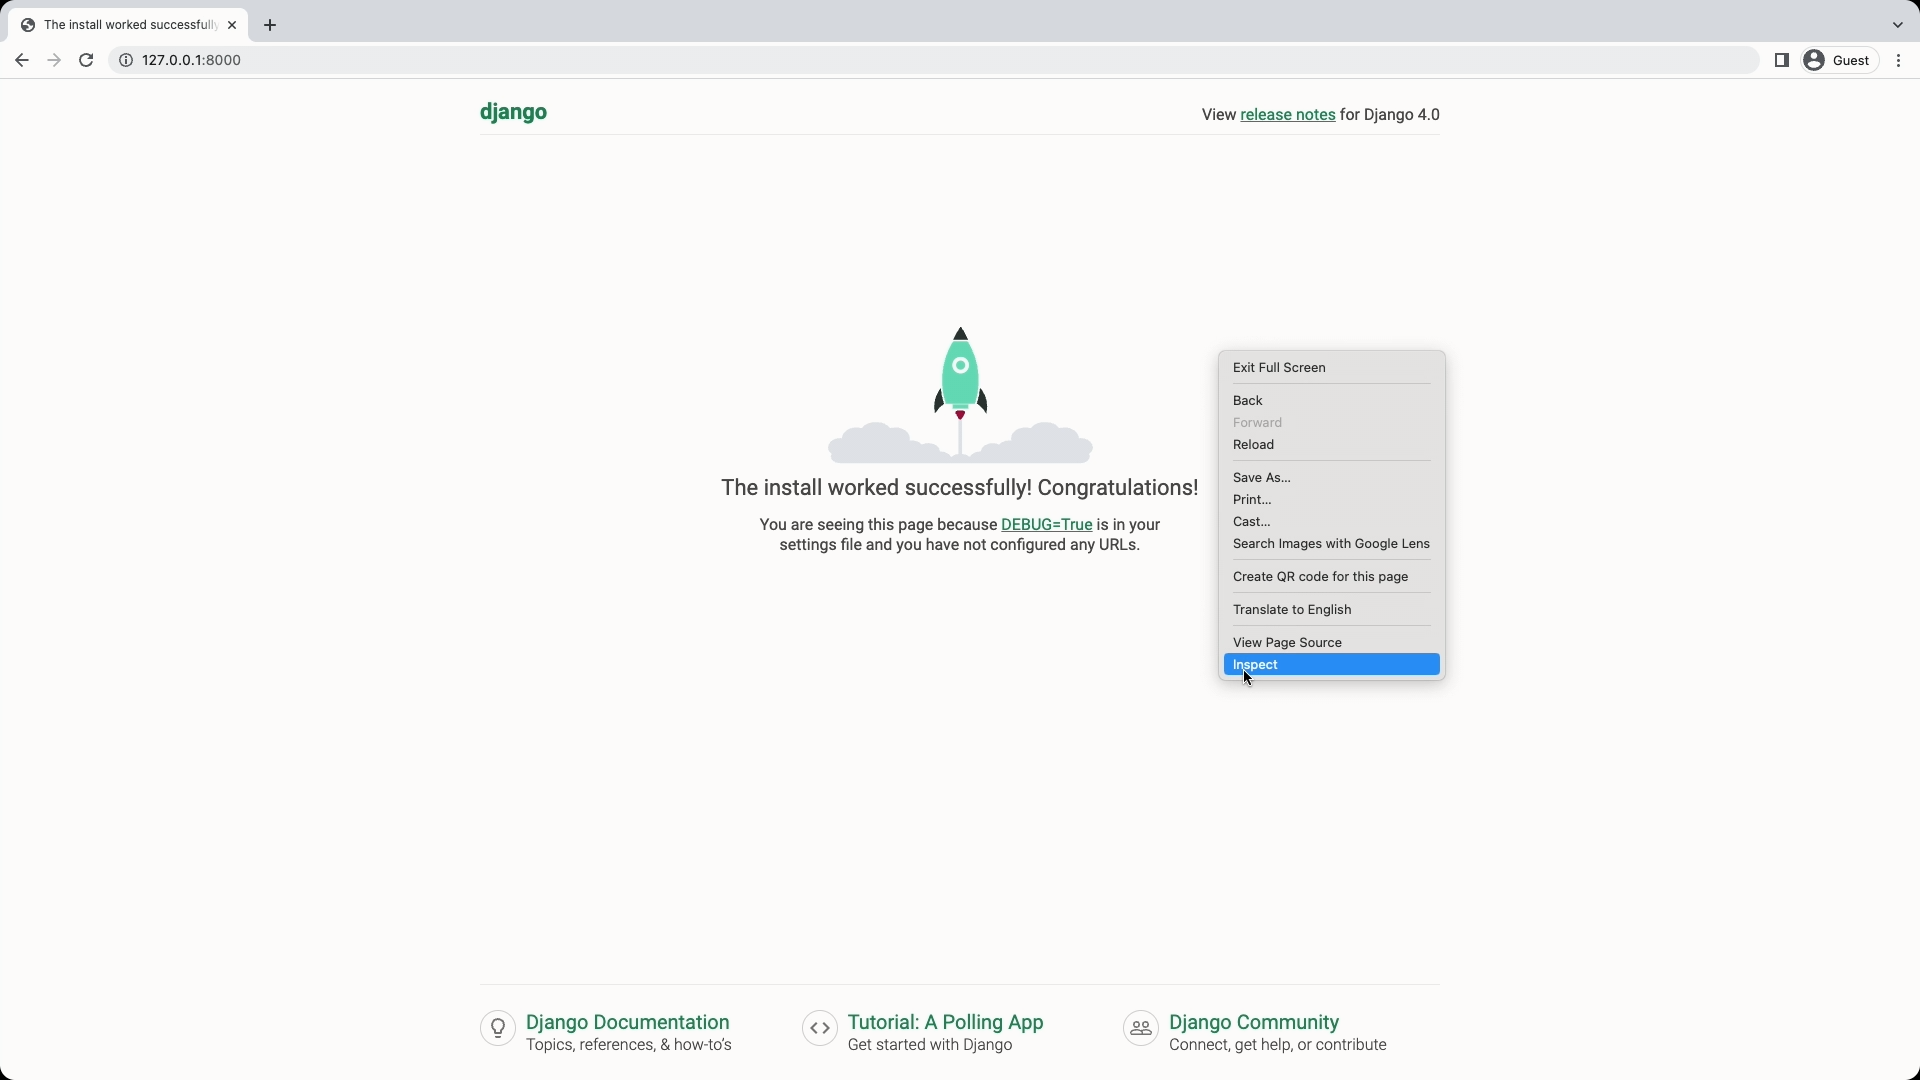 The install worked successfully
127.0.0.1:8000
Guest
django
View release notes for Django 4.0
The install worked successfully! Congratulations!
You are seeing this page because DEBUG=True is in your
settings file and you have not configured any URLs.
Exit Full Screen
Back
Forward
Reload
Save As...
Print...
Cast...
Search Images with Google Lens
Create QR code for this page
Translate to English
View Page Source
Inspect
Django Documentation
Topics, references, & how-to’s
Tutorial: A Polling App
Get started with Django
Django Community
Connect, get help, or contribute